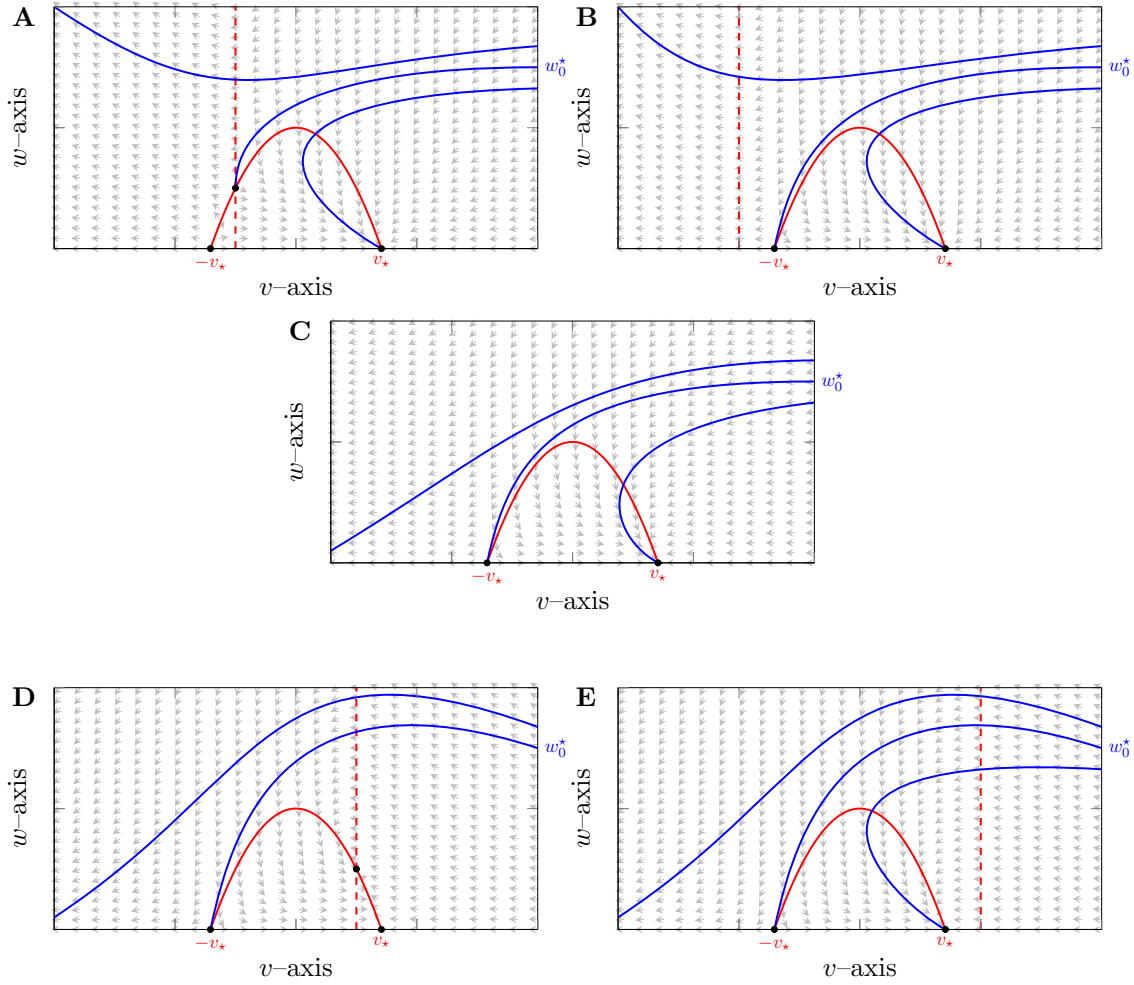 A
B
w–axis
w₀⋆
w–axis
w₀⋆
−v⋆
v⋆
−v⋆
v⋆
v–axis
v–axis
C
w–axis
w₀⋆
−v⋆
v⋆
v–axis
D
E
w–axis
w₀⋆
w–axis
w₀⋆
−v⋆
v⋆
−v⋆
v⋆
v–axis
v–axis